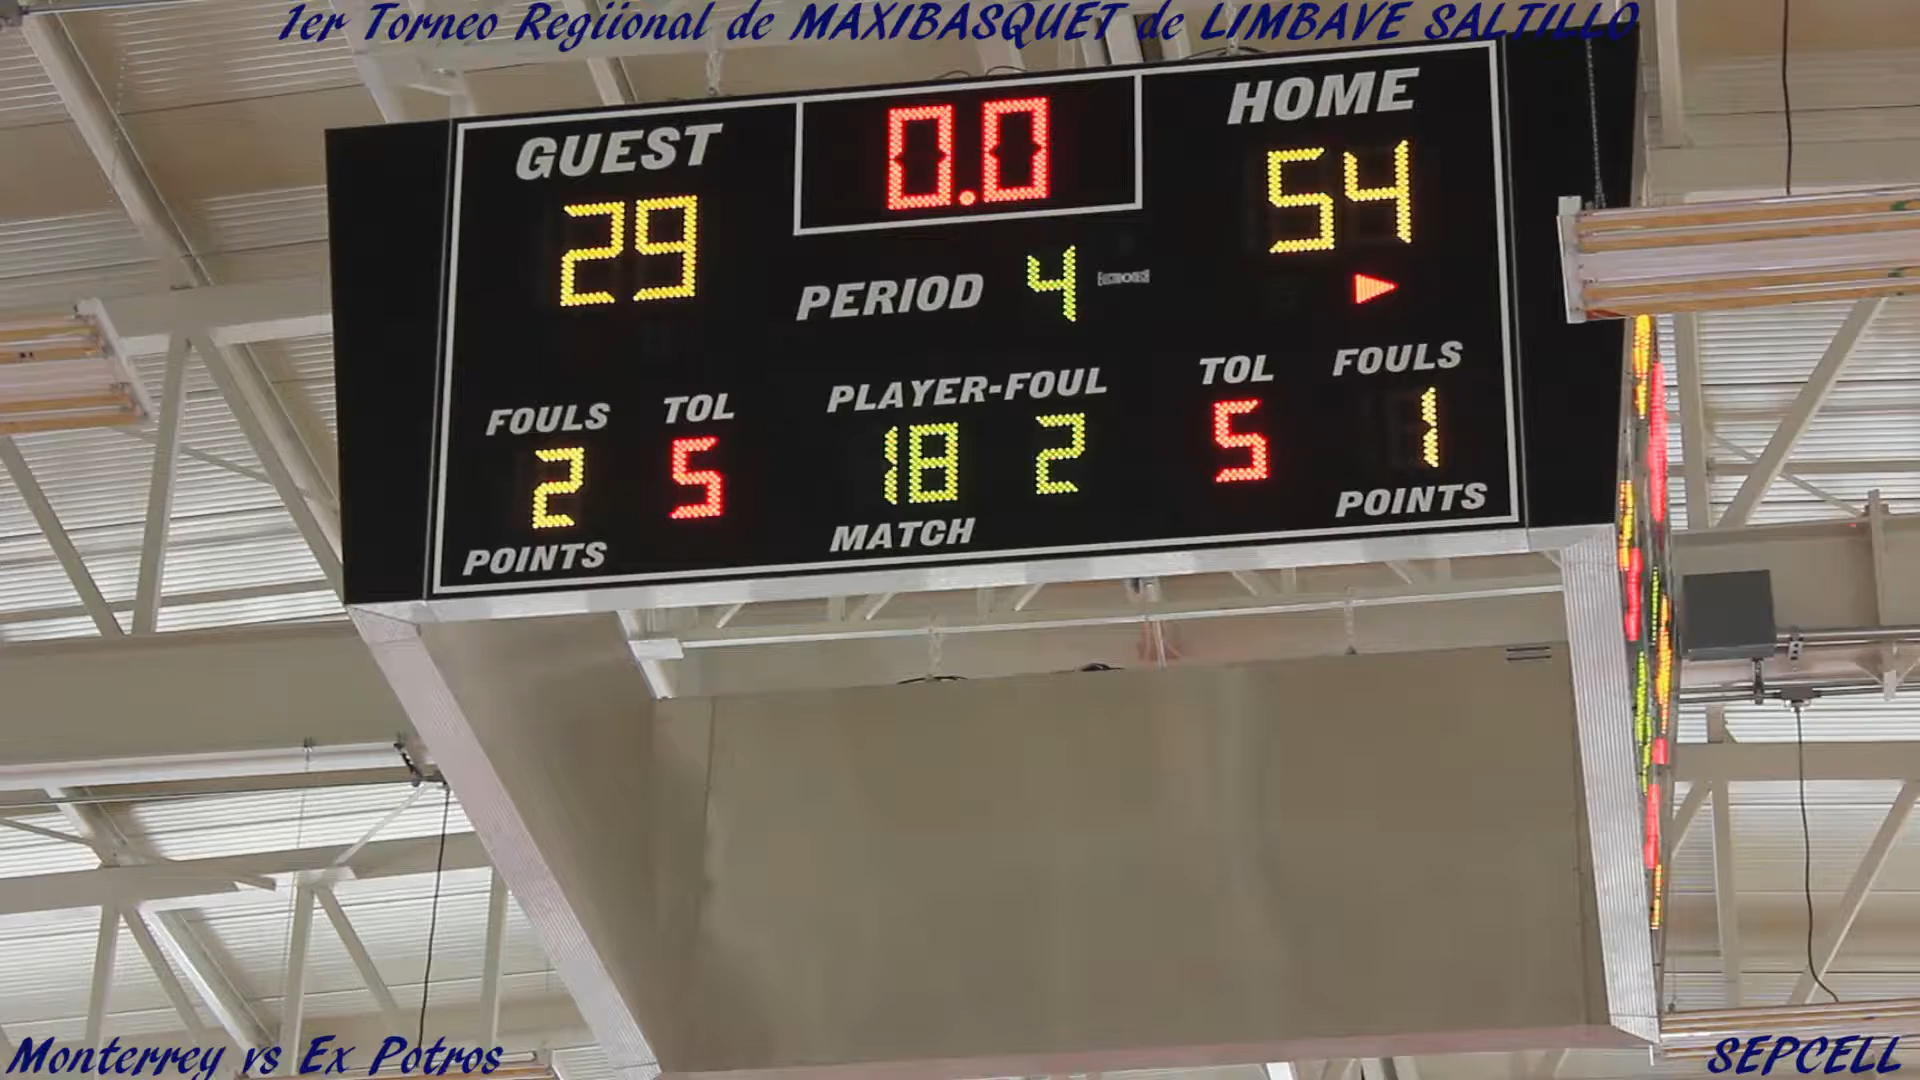 1er Torneo Regiional de MAXIBASQUET de LIMBAVE SALTILLO
GUEST
0.0
HOME
29
54
PERIOD 4
FOULS
TOL
PLAYER-FOUL
TOL
FOULS
2
5
18 2
5
1
POINTS
MATCH
POINTS
Monterrey vs Ex Potros
SEPCELL